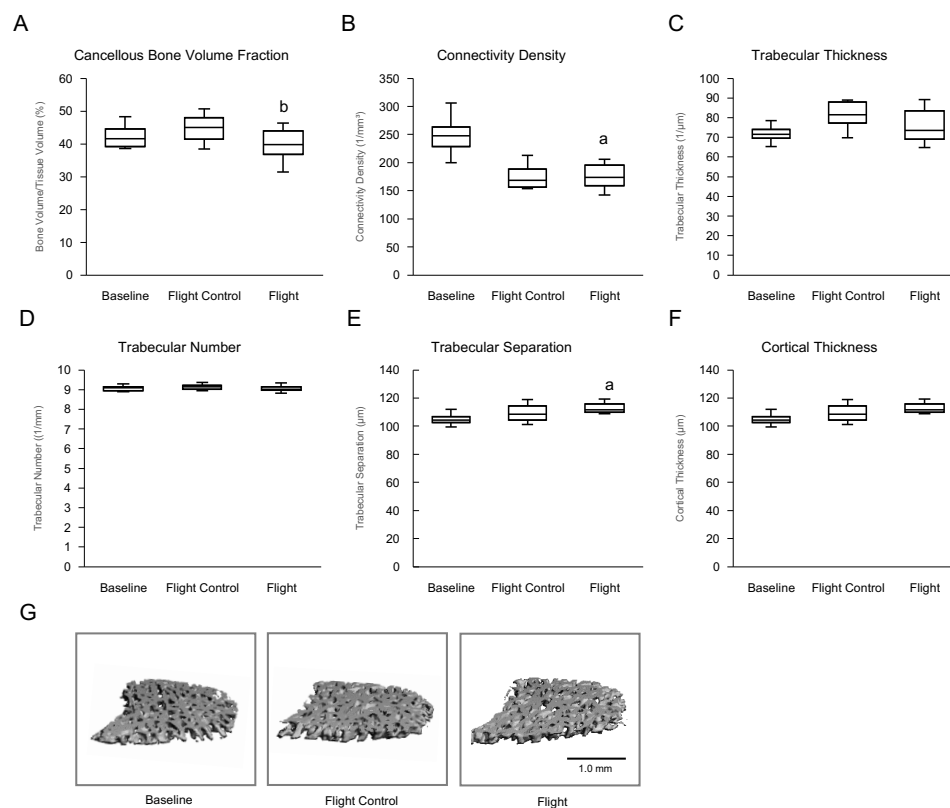 A
B
C
Cancellous Bone Volume Fraction
Connectivity Density
Trabecular Thickness
Bone Volume/Tissue Volume (%)
60
50
40
30
20
10
0
b
Baseline
Flight Control
Flight
Connectivity Density (1/mm³)
350
300
250
200
150
100
50
0
a
Baseline
Flight Control
Flight
Trabecular Thickness (1/µm)
100
90
80
70
60
50
40
30
20
10
0
Baseline
Flight Control
Flight
D
E
F
Trabecular Number
Trabecular Separation
Cortical Thickness
Trabecular Number ((1/mm)
10
9
8
7
6
5
4
3
2
1
0
Baseline
Flight Control
Flight
Trabecular Separation (µm)
140
120
100
80
60
40
20
0
a
Baseline
Flight Control
Flight
Cortical Thickness (µm)
140
120
100
80
60
40
20
0
Baseline
Flight Control
Flight
G
1.0 mm
Baseline
Flight Control
Flight